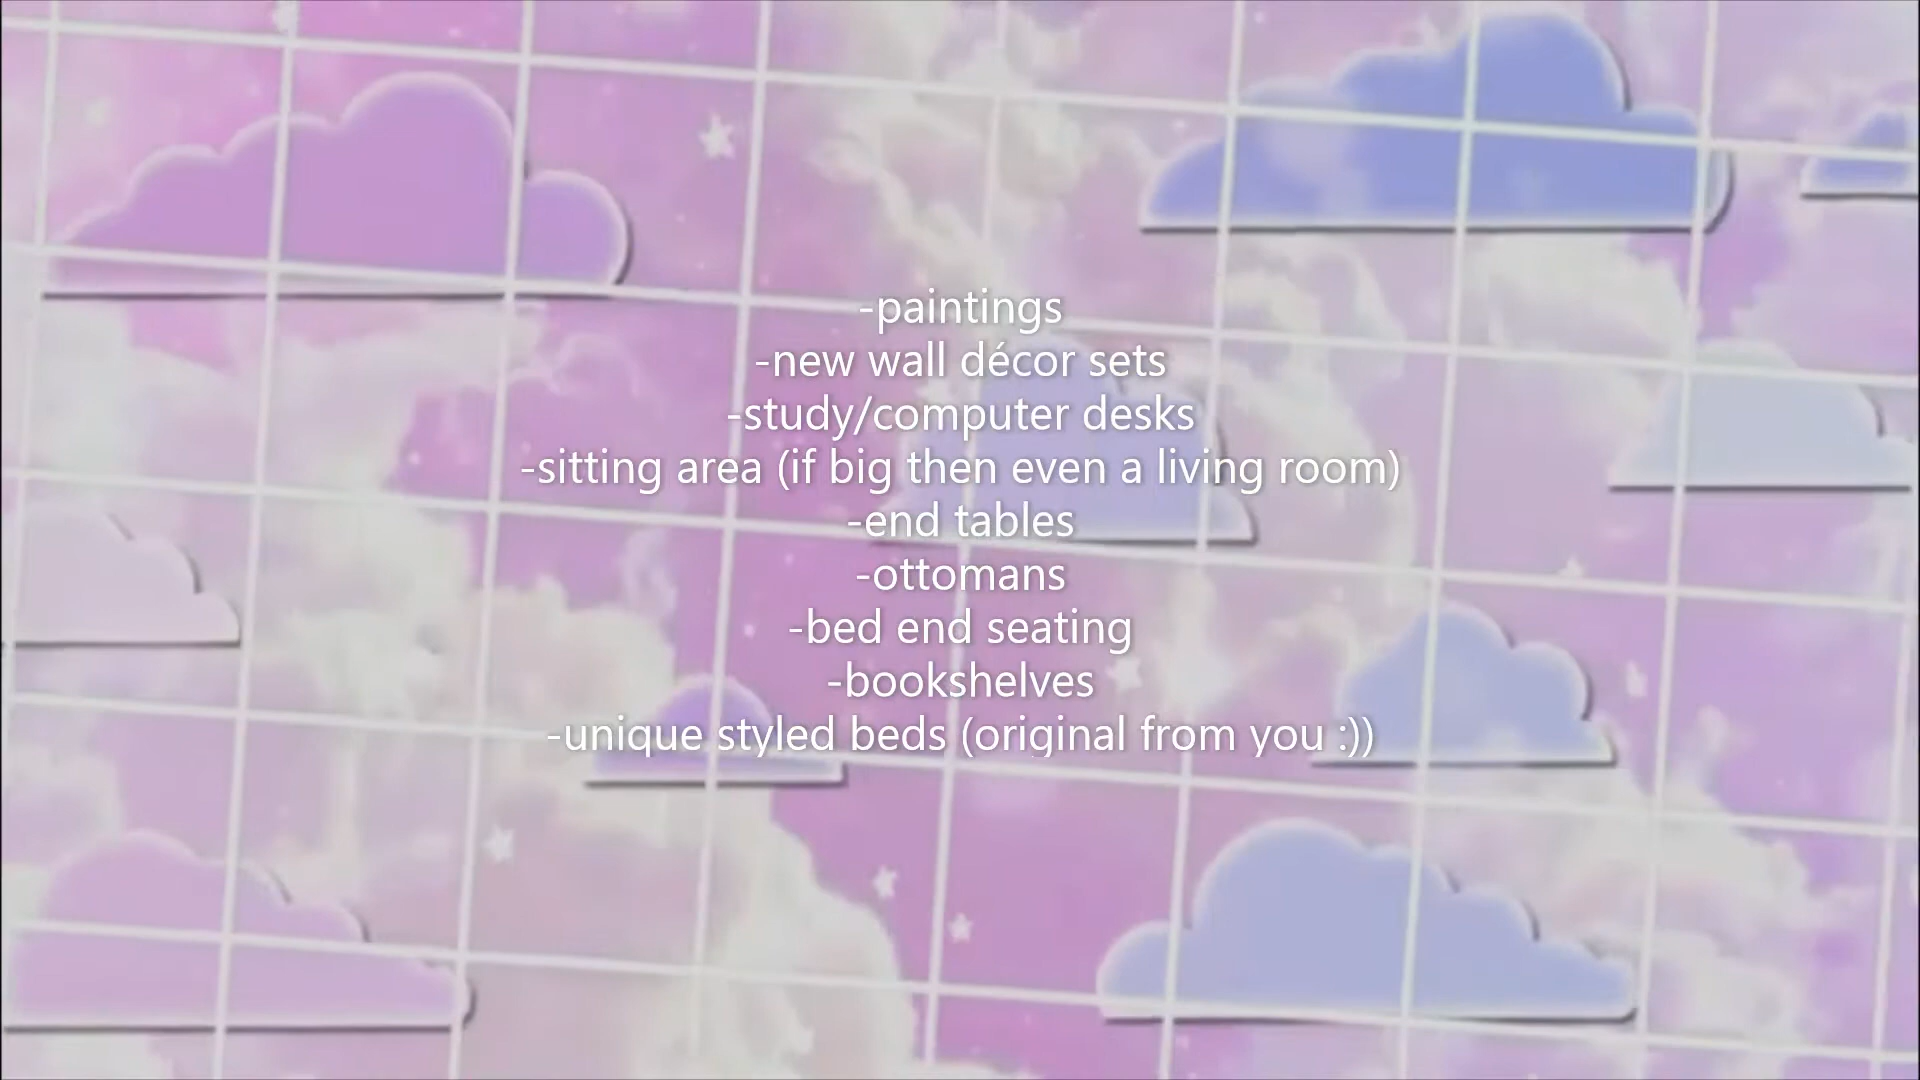 -paintings
-new wall décor sets
-study/computer desks
-sitting area (if big then even a living room)
-end tables
-ottomans
-bed end seating
-bookshelves
-unique styled beds (original from you :))